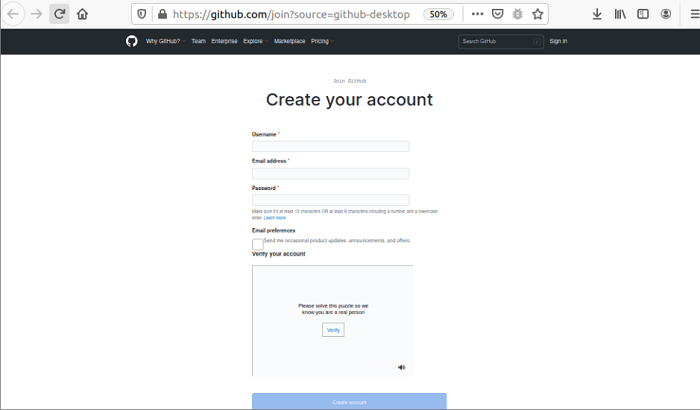 https://github.com/join?source=github-desktop 50%
Why GitHub? Team Enterprise Explore Marketplace Pricing Search GitHub / Sign in
Join GitHub
Create your account
Username *
Email address *
Password *
Make sure it's at least 15 characters OR at least 8 characters including a number and a lowercase
letter. Learn more.
Email preferences
Send me occasional product updates, announcements, and offers.
Verify your account
Please solve this puzzle so we
know you are a real person
Verify
Create account